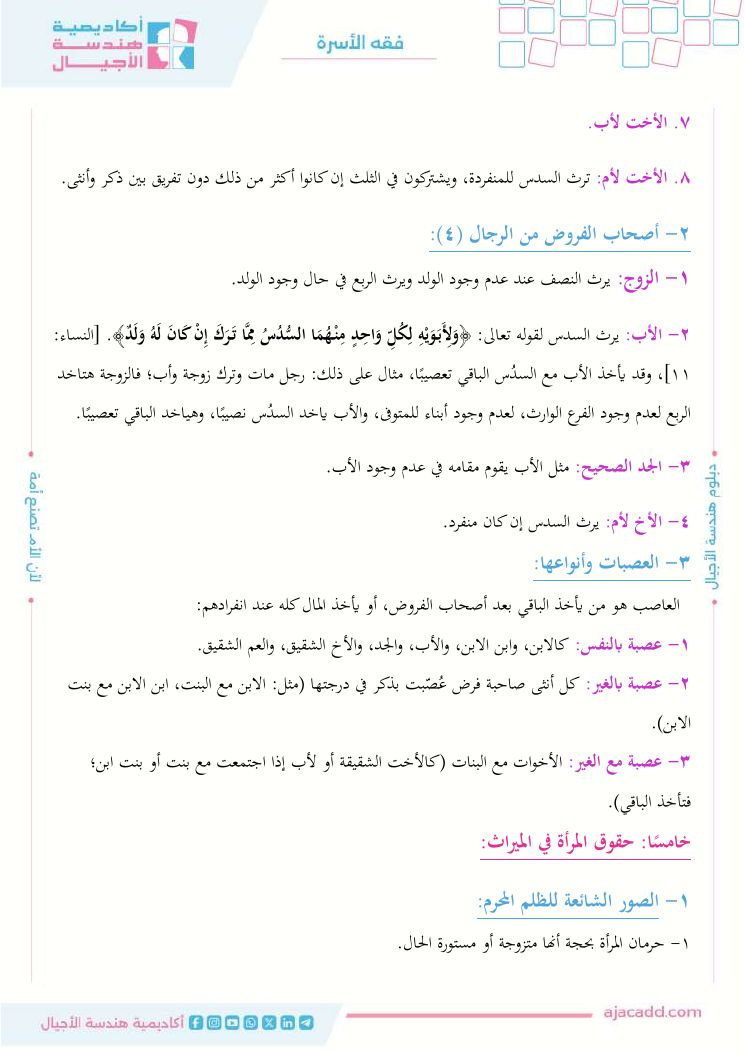 أكاديمية
هندسة
الأجيال
فقه الأسرة
٧. الأخت لأب.
٨. الأخت لأم: ترث السدس للمنفردة، ويشتركون في الثلث إن كانوا أكثر من ذلك دون تفريق بين ذكر وأنثى.
٢- أصحاب الفروض من الرجال (٤):
١- الزوج: يرث النصف عند عدم وجود الولد ويرث الربع في حال وجود الولد.
٢- الأب: يرث السدس لقوله تعالى: ﴿وَلِأَبَوَيْهِ لِكُلِّ وَاحِدٍ مِنْهُمَا السُّدُسُ مِمَّا تَرَكَ إِنْ كَانَ لَهُ وَلَدٌ﴾. [النساء:
١١]، وقد يأخذ الأب مع السدُس الباقي تعصيبًا، مثال على ذلك: رجل مات وترك زوجة وأب؛ فالزوجة هتاخد
الربع لعدم وجود الفرع الوارث، لعدم وجود أبناء للمتوفى، والأب ياخد السدُس نصيبًا، وهياخد الباقي تعصيبًا.
٣- الجد الصحيح: مثل الأب يقوم مقامه في عدم وجود الأب.
٤- الأخ لأم: يرث السدس إن كان منفرد.
٣- العصبات وأنواعها:
العاصب هو من يأخذ الباقي بعد أصحاب الفروض، أو يأخذ المال كله عند انفرادهم:
١- عصبة بالنفس: كالابن، وابن الابن، والأب، والجد، والأخ الشقيق، والعم الشقيق.
٢- عصبة بالغير: كل أنثى صاحبة فرض عُصّبت بذكر في درجتها (مثل: الابن مع البنت، ابن الابن مع بنت
الابن).
٣- عصبة مع الغير: الأخوات مع البنات (كالأخت الشقيقة أو لأب إذا اجتمعت مع بنت أو بنت ابن؛
فتأخذ الباقي).
خامسًا: حقوق المرأة في الميراث:
١- الصور الشائعة للظلم المحرم:
١- حرمان المرأة بحجة أنها متزوجة أو مستورة الحال.
دبلوم هندسة الأجيال
لأن الأم تصنع أمة
أكاديمية هندسة الأجيال
ajacadd.com